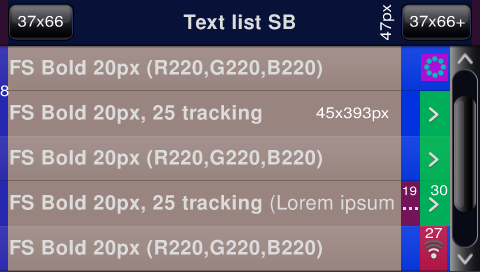 37x66
Text list SB
47px
37x66+
8
FS Bold 20px (R220,G220,B220)
FS Bold 20px, 25 tracking
45x393px
FS Bold 20px (R220,G220,B220)
FS Bold 20px, 25 tracking (Lorem ipsum
19
...
30
FS Bold 20px (R220,G220,B220)
27